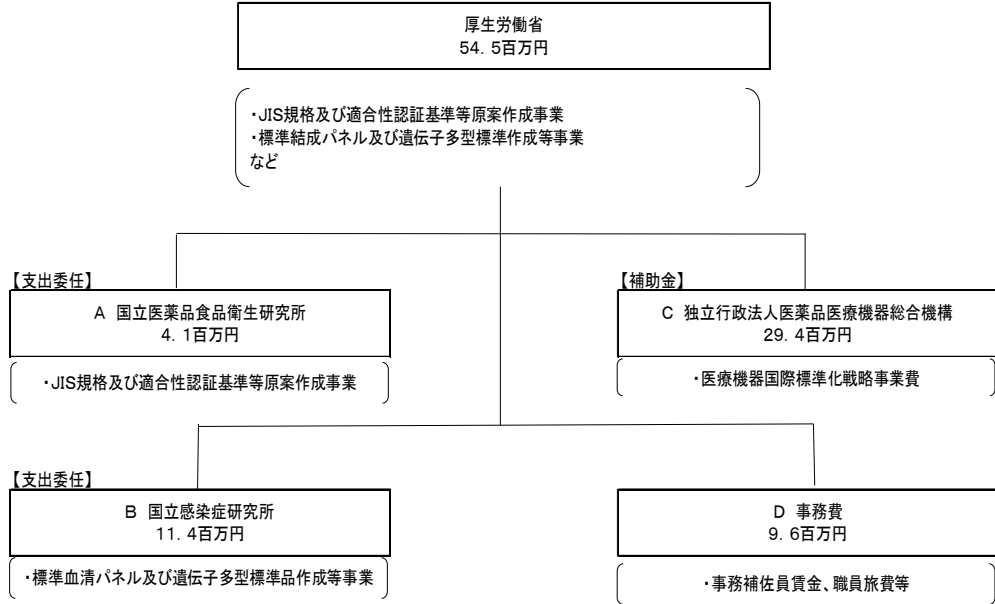 厚生労働省
54．5百万円
・JIS規格及び適合性認証基準等原案作成事業
・標準結成パネル及び遺伝子多型標準作成等事業
など
【支出委任】
A　国立医薬品食品衛生研究所
4．1百万円
・JIS規格及び適合性認証基準等原案作成事業
【補助金】
C　独立行政法人医薬品医療機器総合機構
29．4百万円
・医療機器国際標準化戦略事業費
【支出委任】
B　国立感染症研究所
11．4百万円
・標準血清パネル及び遺伝子多型標準品作成等事業
D　事務費
9．6百万円
・事務補佐員賃金、職員旅費等